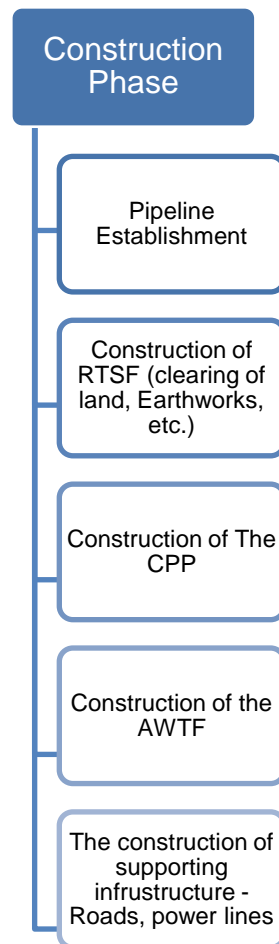 Construction
Phase
Pipeline
Establishment
Construction of
RTSF (clearing of
land, Earthworks,
etc.)
Construction of The
CPP
Construction of the
AWTF
The construction of
supporting
infrustructure -
Roads, power lines